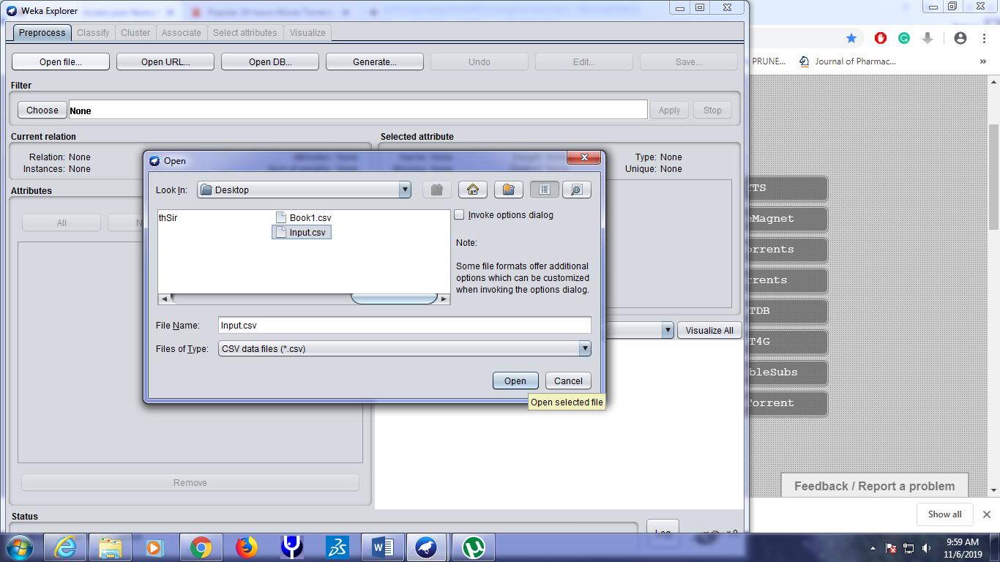 Weka Explorer
Preprocess Classify Cluster Associate Select attributes Visualize
Open file... Open URL... Open DB... Generate... Undo Edit... Save...
PRUNE... Journal of Pharmac... »
Filter
Choose None Apply Stop
Current relation
Relation: None
Instances: None
Selected attribute
Type: None
Unique: None
Attributes
All
Open
Look In: Desktop
thSir
Book1.csv
Input.csv
Invoke options dialog
Note:
Some file formats offer additional
options which can be customized
when invoking the options dialog.
File Name: Input.csv
Files of Type: CSV data files (*.csv)
Open Cancel
Open selected file
Visualize All
Remove
Status
Log
x 0
TS
eMagnet
orrents
rrents
TDB
T4G
bleSubs
Torrent
Feedback / Report a problem
Show all
9:59 AM
11/6/2019